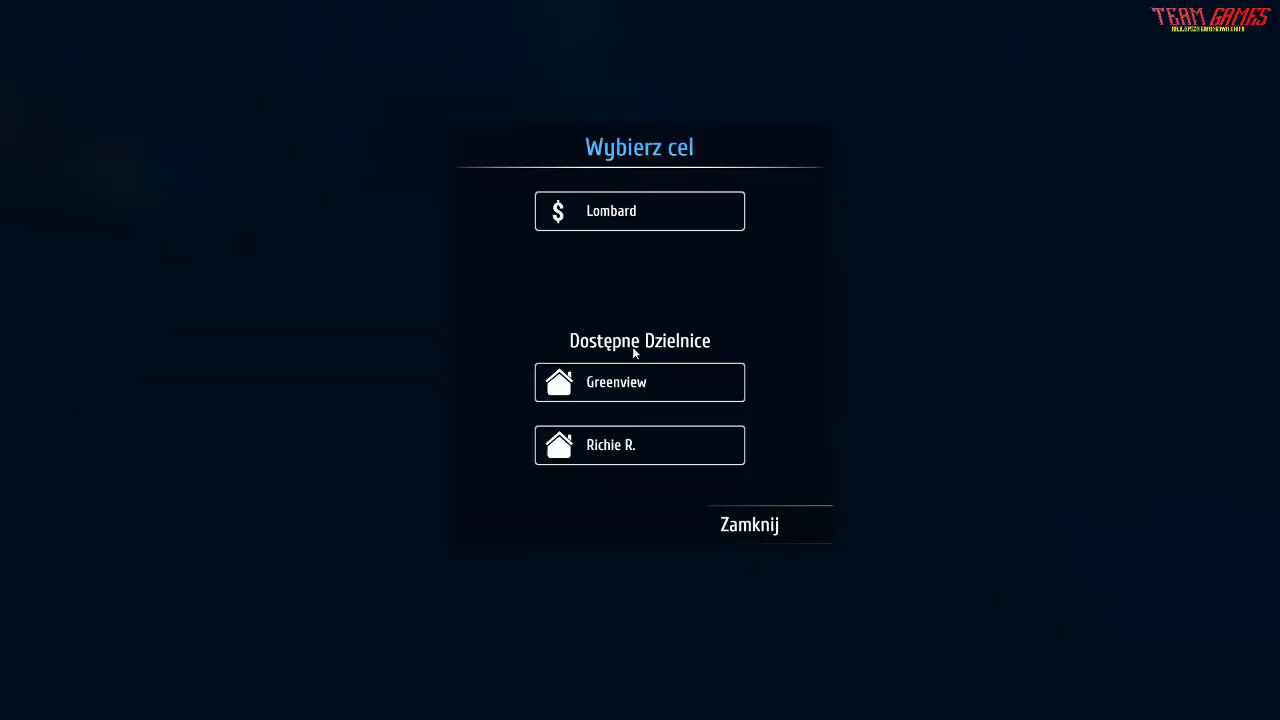 TEAM GAMES
Wybierz cel
$ Lombard
Dostępne Dzielnice
Greenview
Richie R.
Zamknij